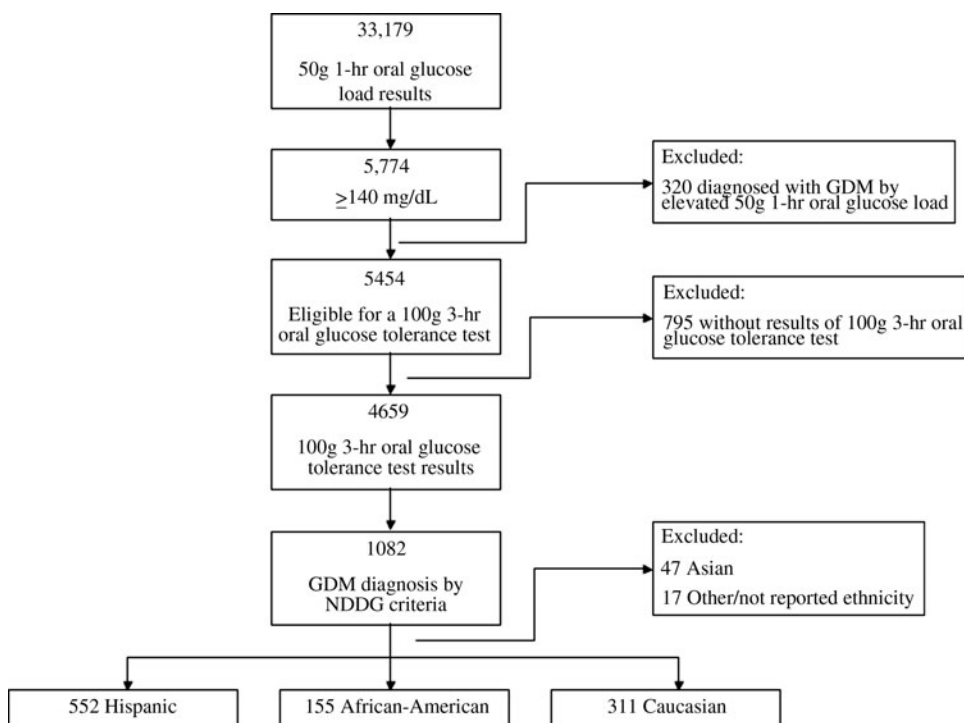 33,179
50g 1-hr oral glucose
load results
5,774
≥140 mg/dL
Excluded:
320 diagnosed with GDM by
elevated 50g 1-hr oral glucose load
5454
Eligible for a 100g 3-hr
oral glucose tolerance test
Excluded:
795 without results of 100g 3-hr oral
glucose tolerance test
4659
100g 3-hr oral glucose
tolerance test results
1082
GDM diagnosis by
NDDG criteria
Excluded:
47 Asian
17 Other/not reported ethnicity
552 Hispanic
155 African-American
311 Caucasian